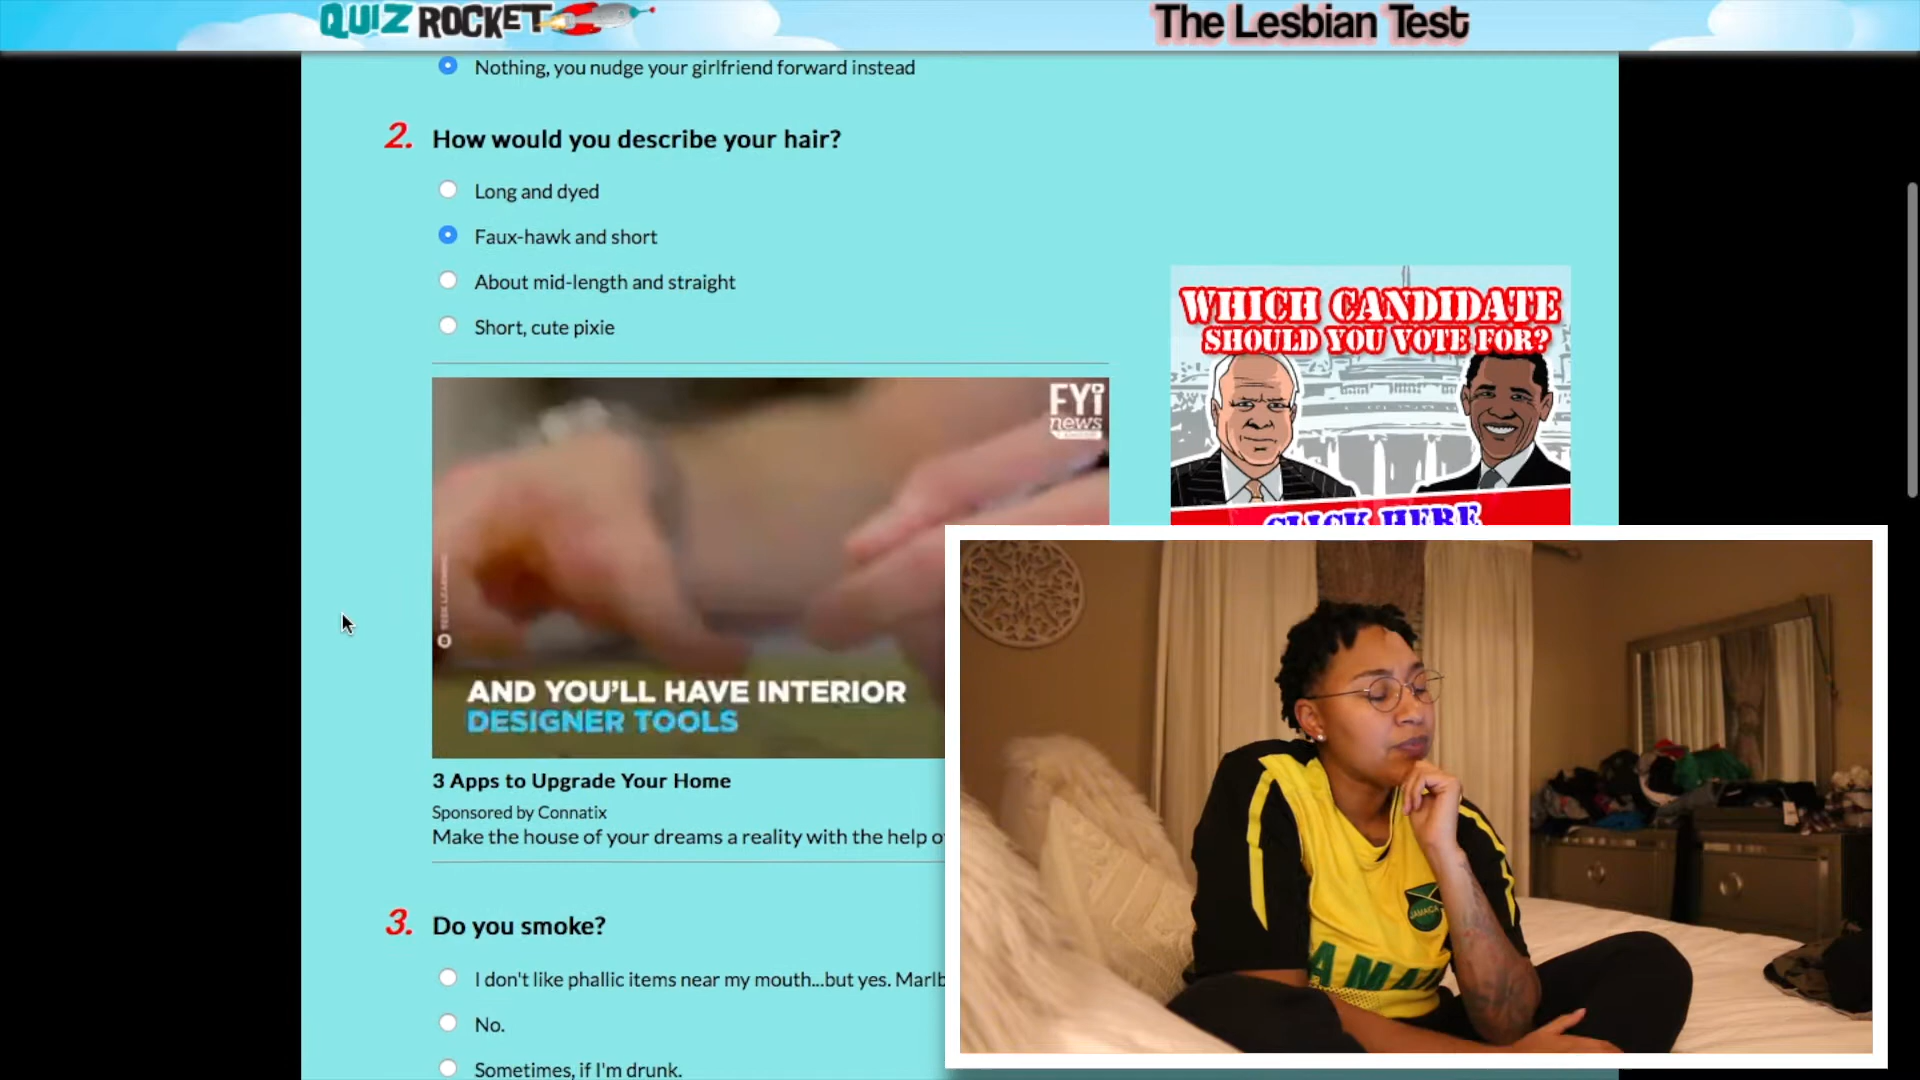 QUIZ ROCKET
The Lesbian Test
Nothing, you nudge your girlfriend forward instead
2. How would you describe your hair?
Long and dyed
Faux-hawk and short
About mid-length and straight
Short, cute pixie
WHICH CANDIDATE
SHOULD YOU VOTE FOR?
CLICK HERE
FYi
news
AND YOU'LL HAVE INTERIOR
DESIGNER TOOLS
3 Apps to Upgrade Your Home
Sponsored by Connatix
Make the house of your dreams a reality with the help
3. Do you smoke?
I don't like phallic items near my mouth...but yes.
No.
Sometimes, if I'm drunk.
JAMAICA